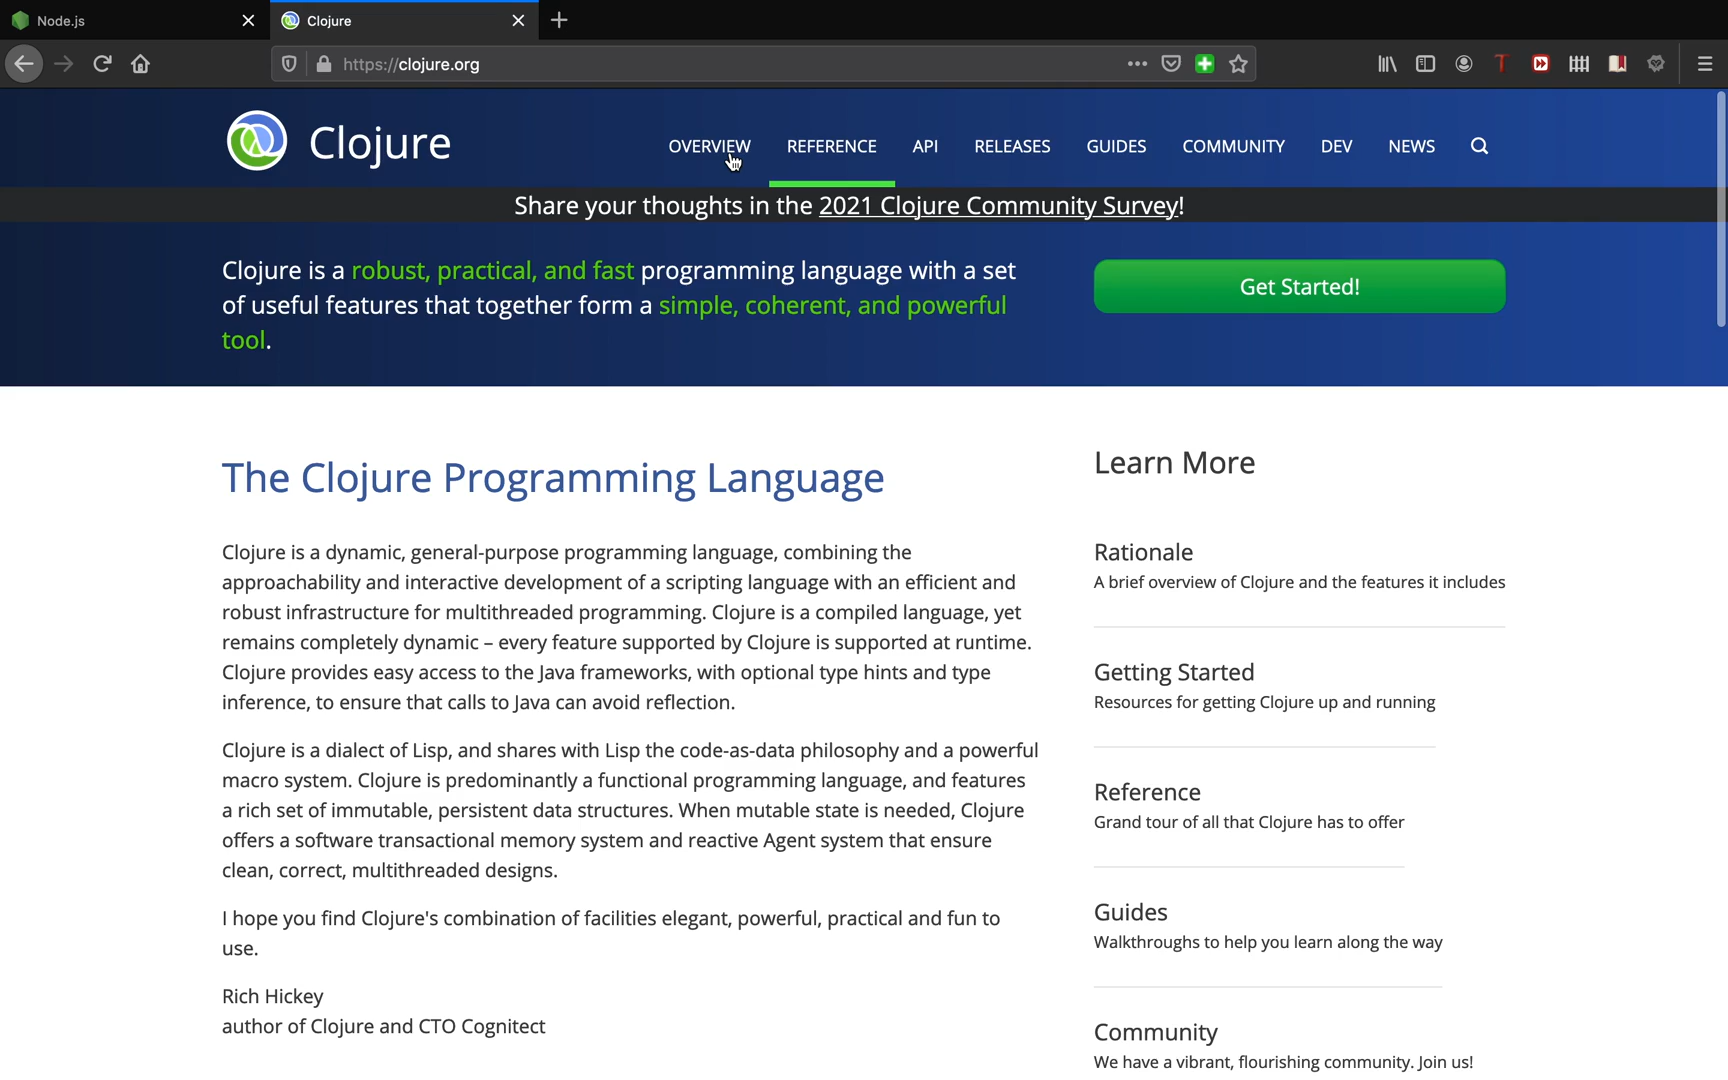 Node.js
Clojure
https://clojure.org
Clojure
OVERVIEW REFERENCE API RELEASES GUIDES COMMUNITY DEV NEWS
Share your thoughts in the 2021 Clojure Community Survey!
Clojure is a robust, practical, and fast programming language with a set
of useful features that together form a simple, coherent, and powerful
tool.
Get Started!
The Clojure Programming Language
Clojure is a dynamic, general-purpose programming language, combining the
approachability and interactive development of a scripting language with an efficient and
robust infrastructure for multithreaded programming. Clojure is a compiled language, yet
remains completely dynamic – every feature supported by Clojure is supported at runtime.
Clojure provides easy access to the Java frameworks, with optional type hints and type
inference, to ensure that calls to Java can avoid reflection.
Clojure is a dialect of Lisp, and shares with Lisp the code-as-data philosophy and a powerful
macro system. Clojure is predominantly a functional programming language, and features
a rich set of immutable, persistent data structures. When mutable state is needed, Clojure
offers a software transactional memory system and reactive Agent system that ensure
clean, correct, multithreaded designs.
I hope you find Clojure's combination of facilities elegant, powerful, practical and fun to
use.
Rich Hickey
author of Clojure and CTO Cognitect
Learn More
Rationale
A brief overview of Clojure and the features it includes
Getting Started
Resources for getting Clojure up and running
Reference
Grand tour of all that Clojure has to offer
Guides
Walkthroughs to help you learn along the way
Community
We have a vibrant, flourishing community. Join us!